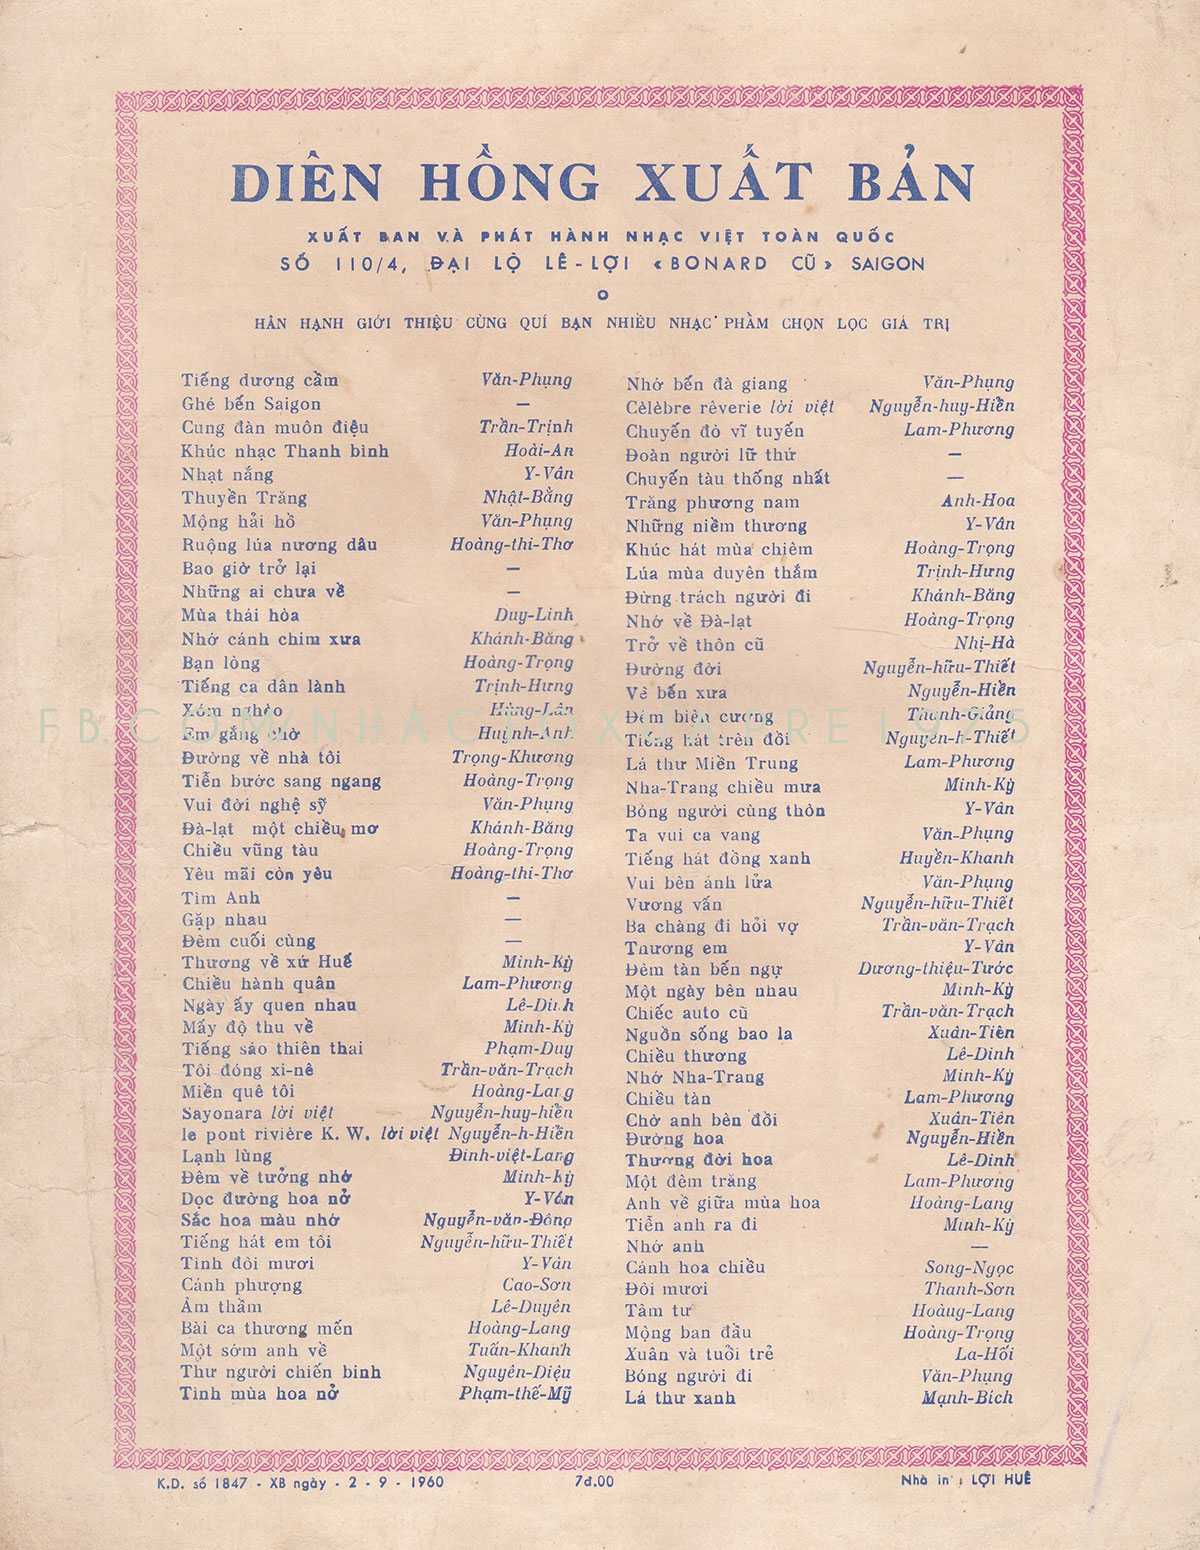 DIÊN HỒNG XUẤT BẢN
XUẤT BAN VÀ PHÁT HÀNH NHẠC VIỆT TOÀN QUỐC
SỐ 110/4, ĐẠI LỘ LÊ-LỢI «BONARD CŨ» SAIGON
HÂN HẠNH GIỚI THIỆU CÙNG QUÍ BẠN NHIỀU NHẠC PHẦM CHỌN LỌC GIÁ TRỊ
Tiếng dương cầm Văn-Phụng
Ghé bến Saigon —
Cung đàn muôn điệu Trần-Trịnh
Khúc nhạc Thanh bình Hoài-An
Nhạt nắng Y-Vân
Thuyền Trăng Nhật-Bằng
Mộng hải hồ Văn-Phụng
Ruộng lúa nương dâu Hoàng-thi-Thơ
Bao giờ trở lại —
Những ai chưa về —
Mùa thái hòa Duy-Linh
Nhớ cánh chim xưa Khánh-Băng
Bạn lòng Hoàng-Trọng
Tiếng ca dân lành Trịnh-Hưng
Xóm nghèo Hùng-Lân
Em gắng chờ Huỳnh-Anh
Đường về nhà tôi Trọng-Khương
Tiễn bước sang ngang Hoàng-Trọng
Vui đời nghệ sỹ Văn-Phụng
Đà-lạt một chiều mơ Khánh-Băng
Chiều vũng tàu Hoàng-Trọng
Yêu mãi còn yêu Hoàng-thi-Thơ
Tìm Anh —
Gặp nhau —
Đêm cuối cùng —
Thương về xứ Huế Minh-Kỳ
Chiều hành quân Lam-Phương
Ngày ấy quen nhau Lê-Dinh
Mấy độ thu về Minh-Kỳ
Tiếng sáo thiên thai Phạm-Duy
Tôi đóng xi-nê Trần-văn-Trạch
Miền quê tôi Hoàng-Lang
Sayonara lời việt Nguyễn-huy-hiền
le pont rivière K. W. lời việt Nguyễn-h-Hiền
Lạnh lùng Đinh-việt-Lang
Đêm về tưởng nhớ Minh-kỳ
Dọc đường hoa nở Y-Vân
Sắc hoa màu nhớ Nguyễn-văn-Đông
Tiếng hát em tôi Nguyễn-hữu-Thiết
Tình đôi mươi Y-Vân
Cánh phượng Cao-Sơn
Âm thầm Lê-Duyên
Bài ca thương mến Hoàng-Lang
Một sớm anh về Tuấn-Khanh
Thư người chiến binh Nguyên-Diệu
Tình mùa hoa nở Phạm-thế-Mỹ
Nhớ bến đà giang Văn-Phụng
Cèlèbre rêverie lời việt Nguyễn-huy-Hiền
Chuyến đò vĩ tuyến Lam-Phương
Đoàn người lữ thứ —
Chuyến tàu thống nhất —
Trăng phương nam Anh-Hoa
Những niềm thương Y-Vân
Khúc hát mùa chiêm Hoàng-Trọng
Lúa mùa duyên thắm Trịnh-Hưng
Đừng trách người đi Khánh-Băng
Nhớ về Đà-lạt Hoàng-Trọng
Trở về thôn cũ Nhị-Hà
Đường đời Nguyễn-hữu-Thiết
Về bến xưa Nguyễn-Hiền
Đêm biên cương Thanh-Giảng
Tiếng hát trên đồi Nguyễn-h-Thiết
Lá thư Miền Trung Lam-Phương
Nha-Trang chiều mưa Minh-Kỳ
Bóng người cùng thôn Y-Vân
Ta vui ca vang Văn-Phụng
Tiếng hát đồng xanh Huyền-Khanh
Vui bên ánh lửa Văn-Phụng
Vương vấn Nguyễn-hữu-Thiết
Ba chàng đi hỏi vợ Trần-văn-Trạch
Thương em Y-Vân
Đêm tàn bến ngự Dương-thiệu-Tước
Một ngày bên nhau Minh-Kỳ
Chiếc auto cũ Trần-văn-Trạch
Nguồn sống bao la Xuân-Tiên
Chiều thương Lê-Dinh
Nhớ Nha-Trang Minh-Kỳ
Chiều tàn Lam-Phương
Chờ anh bên đồi Xuân-Tiên
Đường hoa Nguyễn-Hiền
Thương đời hoa Lê-Dinh
Một đêm trăng Lam-Phương
Anh về giữa mùa hoa Hoàng-Lang
Tiễn anh ra đi Minh-Kỳ
Nhớ anh —
Cánh hoa chiều Song-Ngọc
Đôi mươi Thanh-Sơn
Tâm tư Hoàng-Lang
Mộng ban đầu Hoàng-Trọng
Xuân và tuổi trẻ La-Hối
Bóng người đi Văn-Phụng
Lá thư xanh Mạnh-Bích
FB.COM/NHACTOXUA.PRE1975
K.D. số 1847 - XB ngày - 2 - 9 - 1960 7đ.00 Nhà in : LỢI HUÊ